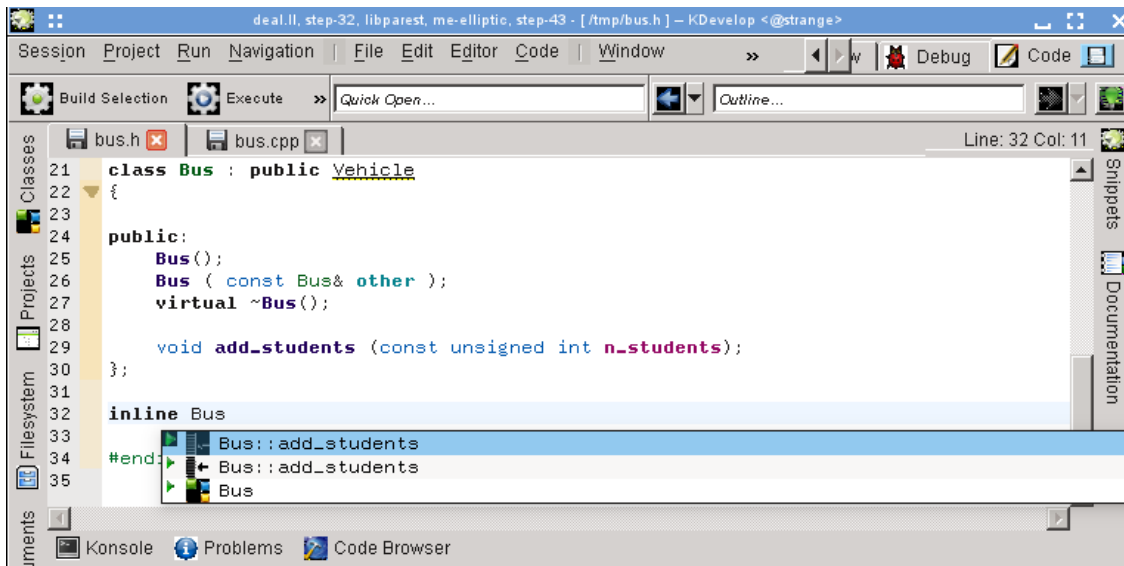 deal.II, step-32, libparest, me-elliptic, step-43 - [ /tmp/bus.h ] – KDevelop <@strange>
Session Project Run Navigation | File Edit Editor Code | Window » w Debug Code
Build Selection Execute » Quick Open... Outline...
bus.h bus.cpp Line: 32 Col: 11
21 class Bus : public Vehicle
22 {
23
24 public:
25 Bus();
26 Bus ( const Bus& other );
27 virtual ~Bus();
28
29 void add_students (const unsigned int n_students);
30 };
31
32 inline Bus
33 Bus::add_students
34 #end
Bus::add_students
35
Bus
Classes
Projects
Filesystem
uments
Snippets
Documentation
Konsole Problems Code Browser